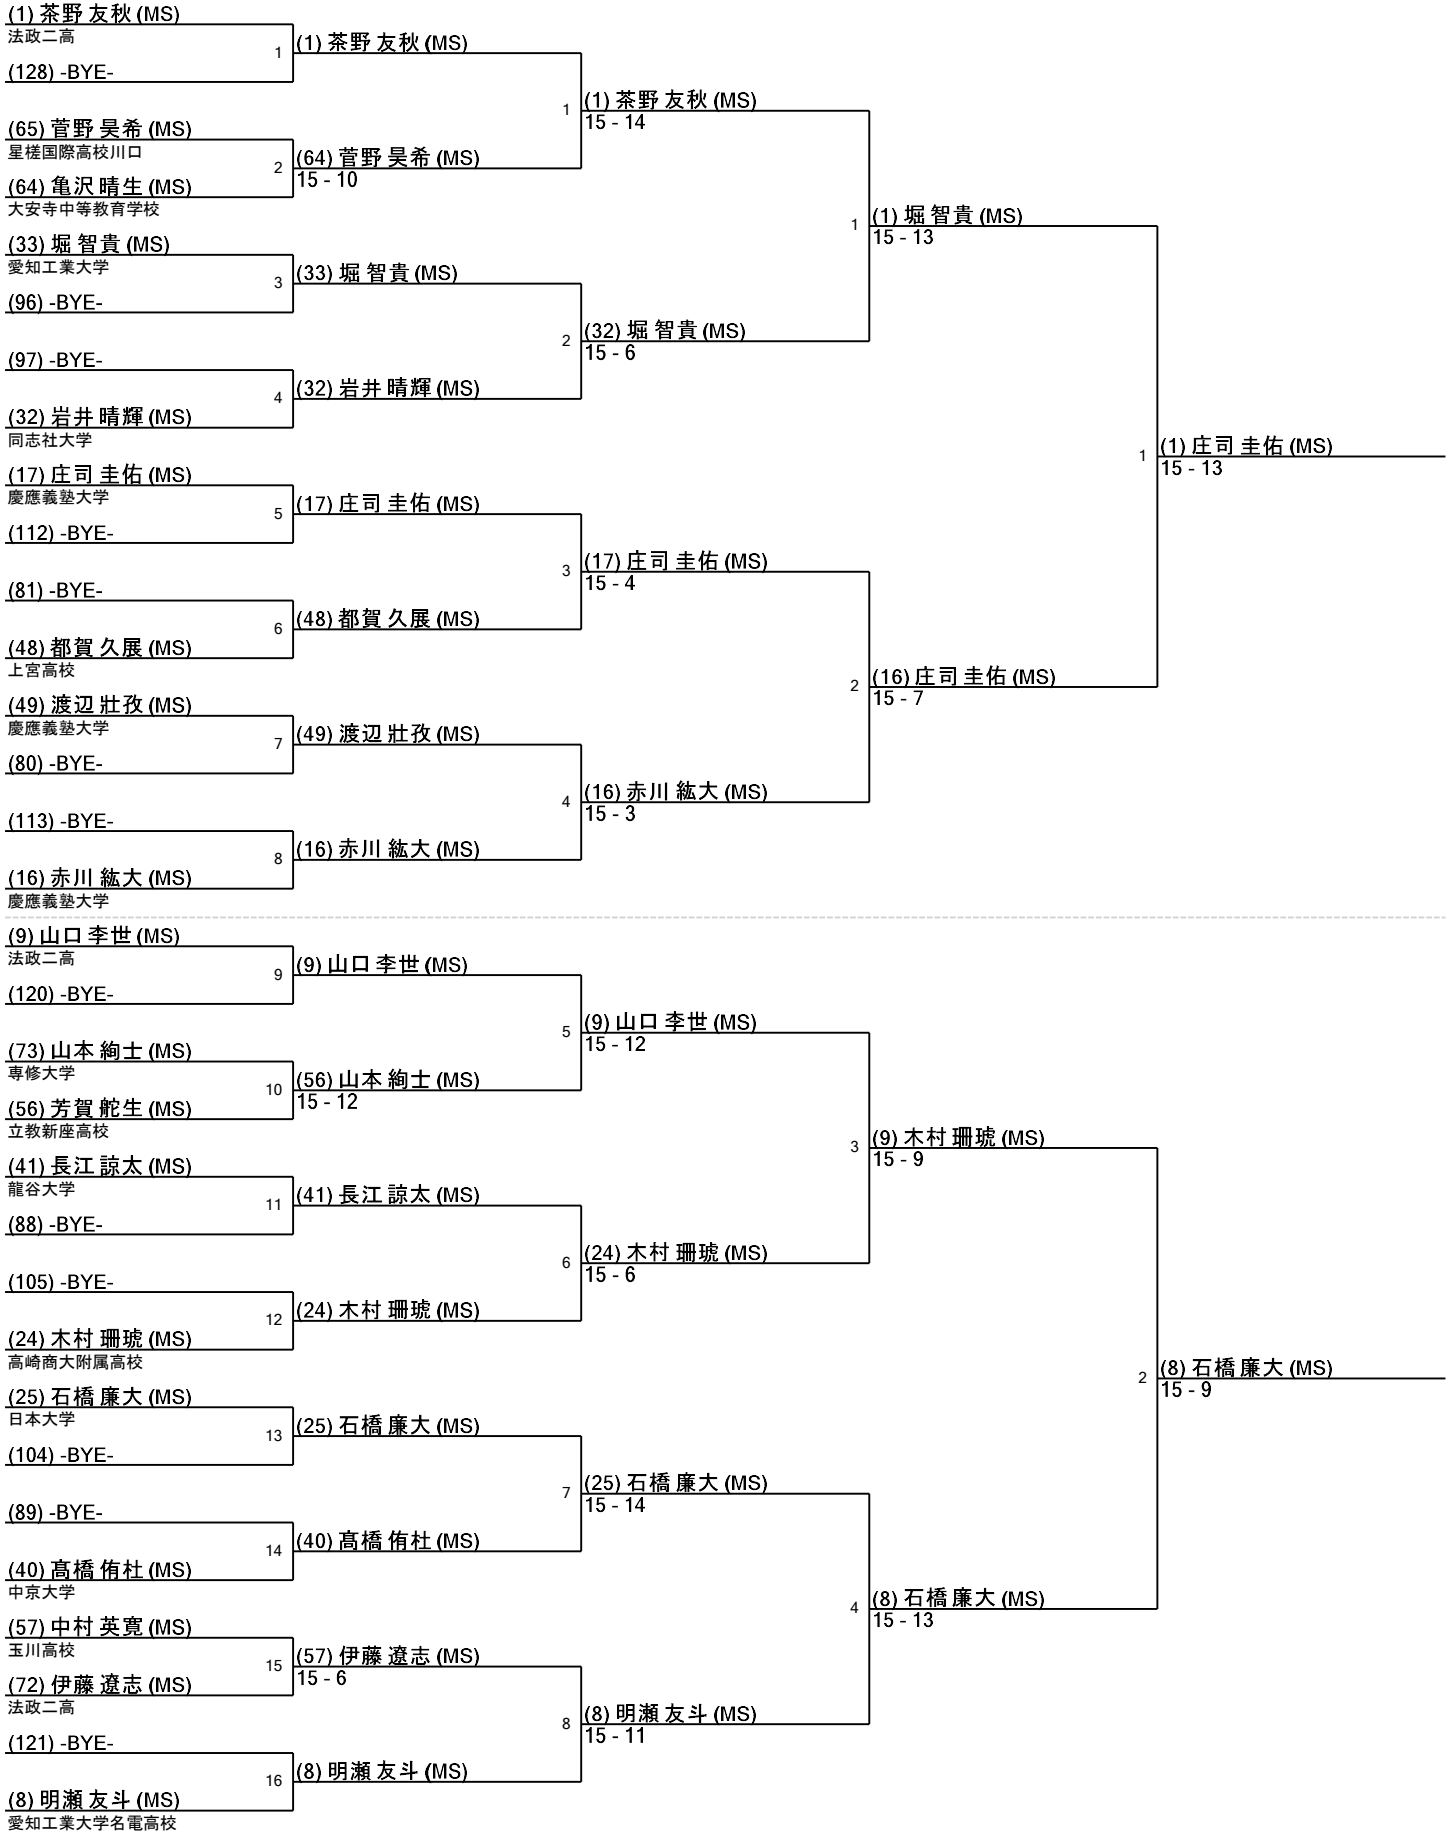 (1) 茶野 友秋 (MS)
法政二高
1
(128) -BYE-
(65) 菅野 昊希 (MS)
星槎国際高校川口
2
(64) 亀沢 晴生 (MS)
大安寺中等教育学校
(33) 堀 智貴 (MS)
愛知工業大学
3
(96) -BYE-
(97) -BYE-
4
(32) 岩井 晴輝 (MS)
同志社大学
(17) 庄司 圭佑 (MS)
慶應義塾大学
5
(112) -BYE-
(81) -BYE-
6
(48) 都賀 久展 (MS)
上宮高校
(49) 渡辺 壯孜 (MS)
慶應義塾大学
7
(80) -BYE-
(113) -BYE-
8
(16) 赤川 紘大 (MS)
慶應義塾大学
(1) 茶野 友秋 (MS)
1
(64) 菅野 昊希 (MS)
15 - 10
(33) 堀 智貴 (MS)
2
(32) 岩井 晴輝 (MS)
(17) 庄司 圭佑 (MS)
3
(48) 都賀 久展 (MS)
(49) 渡辺 壯孜 (MS)
4
(16) 赤川 紘大 (MS)
(1) 茶野 友秋 (MS)
15 - 14
1
(32) 堀 智貴 (MS)
15 - 6
(17) 庄司 圭佑 (MS)
15 - 4
2
(16) 赤川 紘大 (MS)
15 - 3
(1) 堀 智貴 (MS)
15 - 13
1
(16) 庄司 圭佑 (MS)
15 - 7
(1) 庄司 圭佑 (MS)
15 - 13
(9) 山口 李世 (MS)
法政二高
9
(120) -BYE-
(73) 山本 絢士 (MS)
専修大学
10
(56) 芳賀 舵生 (MS)
立教新座高校
(41) 長江 諒太 (MS)
龍谷大学
11
(88) -BYE-
(105) -BYE-
12
(24) 木村 珊琥 (MS)
高崎商大附属高校
(25) 石橋 廉大 (MS)
日本大学
13
(104) -BYE-
(89) -BYE-
14
(40) 髙橋 侑杜 (MS)
中京大学
(57) 中村 英寛 (MS)
玉川高校
15
(72) 伊藤 遼志 (MS)
法政二高
(121) -BYE-
16
(8) 明瀬 友斗 (MS)
愛知工業大学名電高校
(9) 山口 李世 (MS)
5
(56) 山本 絢士 (MS)
15 - 12
(41) 長江 諒太 (MS)
6
(24) 木村 珊琥 (MS)
(25) 石橋 廉大 (MS)
7
(40) 髙橋 侑杜 (MS)
(57) 伊藤 遼志 (MS)
15 - 6
8
(8) 明瀬 友斗 (MS)
(9) 山口 李世 (MS)
15 - 12
3
(24) 木村 珊琥 (MS)
15 - 6
(25) 石橋 廉大 (MS)
15 - 14
4
(8) 明瀬 友斗 (MS)
15 - 11
(9) 木村 珊琥 (MS)
15 - 9
2
(8) 石橋 廉大 (MS)
15 - 13
(8) 石橋 廉大 (MS)
15 - 9